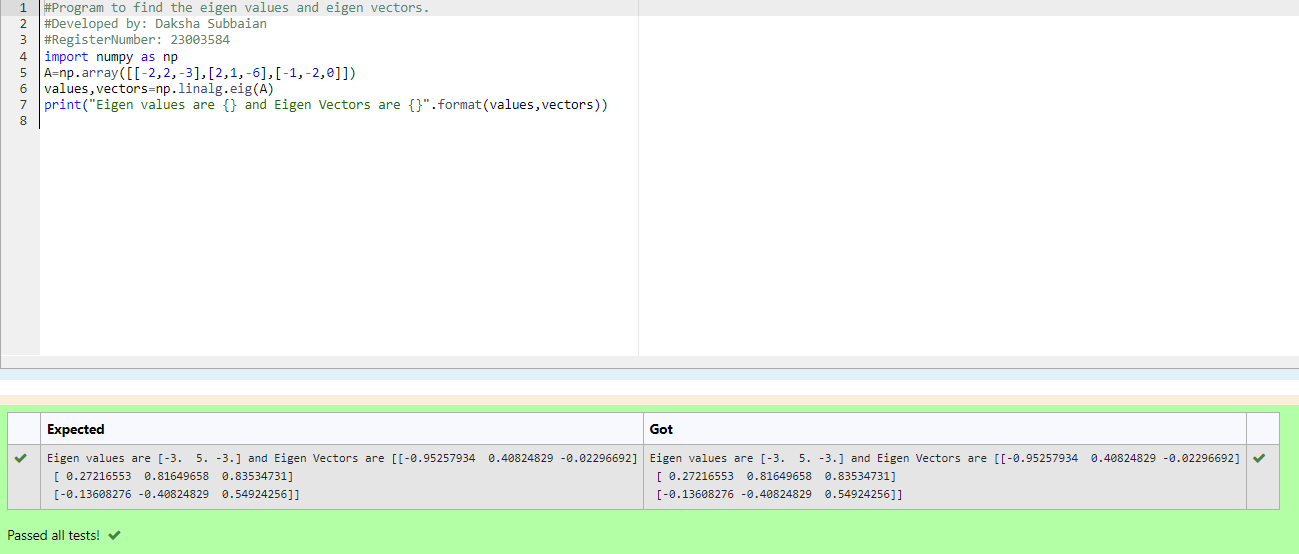 1 #Program to find the eigen values and eigen vectors.
2 #Developed by: Daksha Subbaian
3 #RegisterNumber: 23003584
4 import numpy as np
5 A=np.array([[-2,2,-3],[2,1,-6],[-1,-2,0]])
6 values,vectors=np.linalg.eig(A)
7 print("Eigen values are {} and Eigen Vectors are {}".format(values,vectors))
8
Expected Got
Eigen values are [-3.  5. -3.] and Eigen Vectors are [[-0.95257934  0.40824829 -0.02296692] Eigen values are [-3.  5. -3.] and Eigen Vectors are [[-0.95257934  0.40824829 -0.02296692]
[ 0.27216553  0.81649658  0.83534731] [ 0.27216553  0.81649658  0.83534731]
[-0.13608276 -0.40824829  0.54924256]] [-0.13608276 -0.40824829  0.54924256]]
Passed all tests!